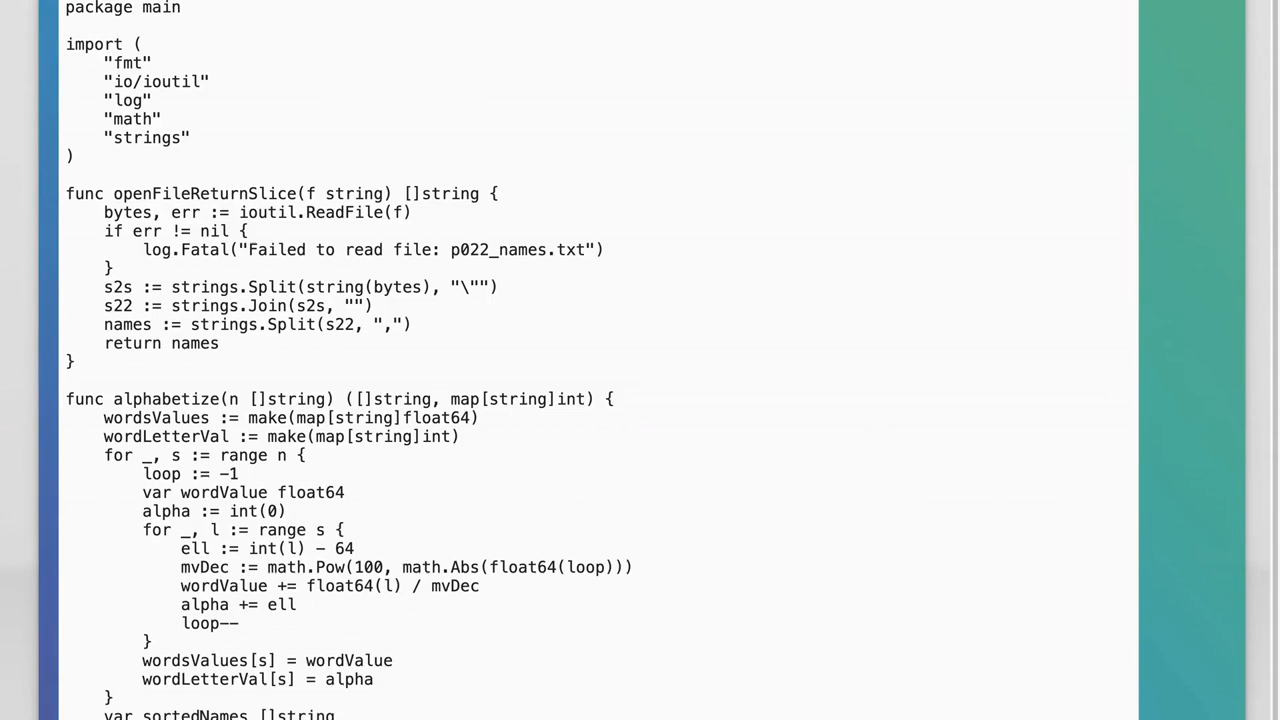 package main
import (
"fmt"
"io/ioutil"
"log"
"math"
"strings"
)
func openFileReturnSlice(f string) []string {
bytes, err := ioutil.ReadFile(f)
if err != nil {
log.Fatal("Failed to read file: p022_names.txt")
}
s2s := strings.Split(string(bytes), "\"")
s22 := strings.Join(s2s, "")
names := strings.Split(s22, ",")
return names
}
func alphabetize(n []string) ([]string, map[string]int) {
wordsValues := make(map[string]float64)
wordLetterVal := make(map[string]int)
for _, s := range n {
loop := -1
var wordValue float64
alpha := int(0)
for _, l := range s {
ell := int(l) - 64
mvDec := math.Pow(100, math.Abs(float64(loop)))
wordValue += float64(l) / mvDec
alpha += ell
loop--
}
wordsValues[s] = wordValue
wordLetterVal[s] = alpha
}
var sortedNames []string